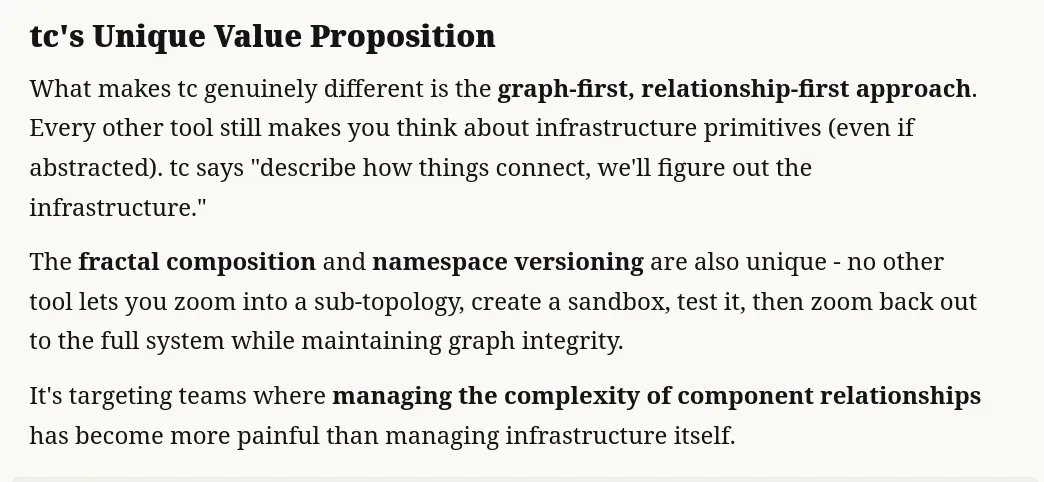 tc's Unique Value Proposition
What makes tc genuinely different is the graph-first, relationship-first approach.
Every other tool still makes you think about infrastructure primitives (even if
abstracted). tc says "describe how things connect, we'll figure out the
infrastructure."
The fractal composition and namespace versioning are also unique - no other
tool lets you zoom into a sub-topology, create a sandbox, test it, then zoom back out
to the full system while maintaining graph integrity.
It's targeting teams where managing the complexity of component relationships
has become more painful than managing infrastructure itself.